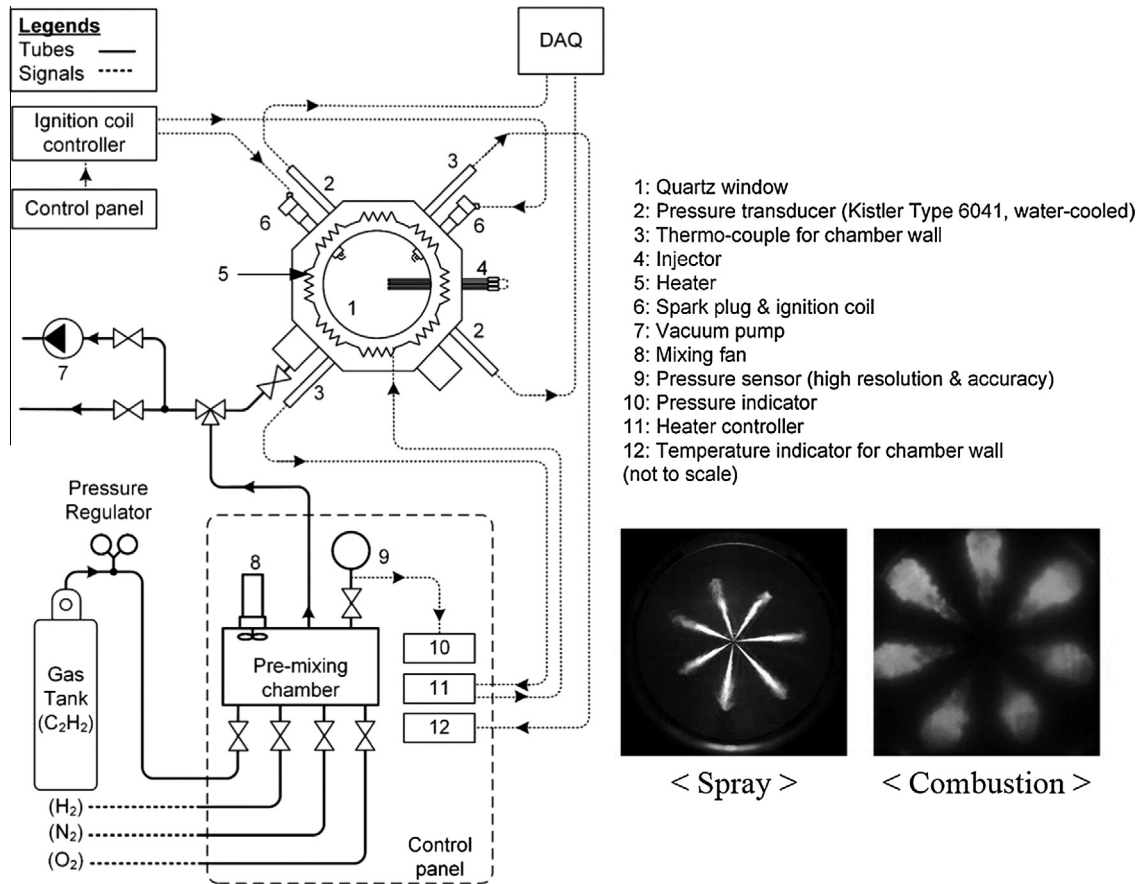 Legends
Tubes
Signals
DAQ
Ignition coil
controller
Control panel
2
3
6
6
5
4
1
2
7
3
Pressure
Regulator
8
9
Pre-mixing
chamber
10
11
12
Gas
Tank
(C₂H₂)
(H₂)
(N₂)
(O₂)
Control
panel
1: Quartz window
2: Pressure transducer (Kistler Type 6041, water-cooled)
3: Thermo-couple for chamber wall
4: Injector
5: Heater
6: Spark plug & ignition coil
7: Vacuum pump
8: Mixing fan
9: Pressure sensor (high resolution & accuracy)
10: Pressure indicator
11: Heater controller
12: Temperature indicator for chamber wall
(not to scale)
< Spray >
< Combustion >